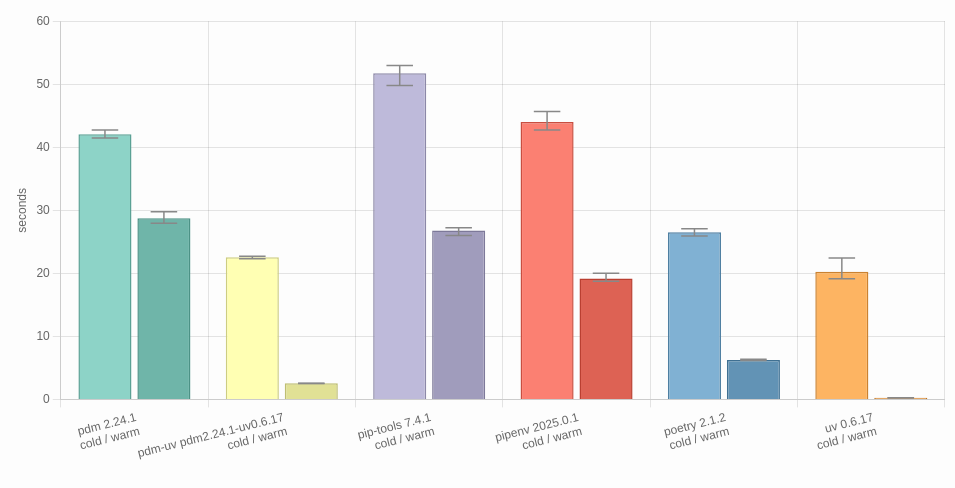 60
50
40
30
20
10
0
seconds
pdm 2.24.1
cold / warm
pdm-uv pdm2.24.1-uv0.6.17
cold / warm
pip-tools 7.4.1
cold / warm
pipenv 2025.0.1
cold / warm
poetry 2.1.2
cold / warm
uv 0.6.17
cold / warm